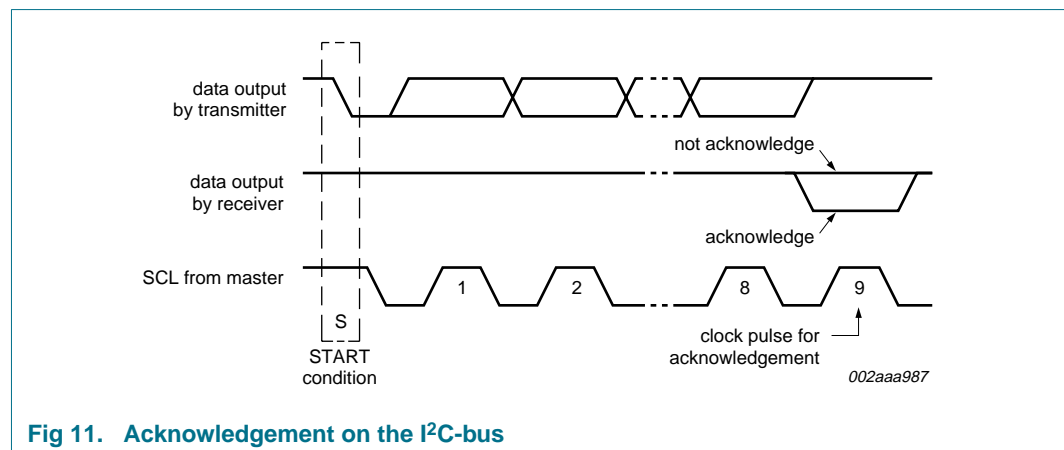 data output
by transmitter
not acknowledge
data output
by receiver
acknowledge
SCL from master
1
2
8
9
S
START
condition
clock pulse for
acknowledgement
002aaa987
Fig 11. Acknowledgement on the I²C-bus